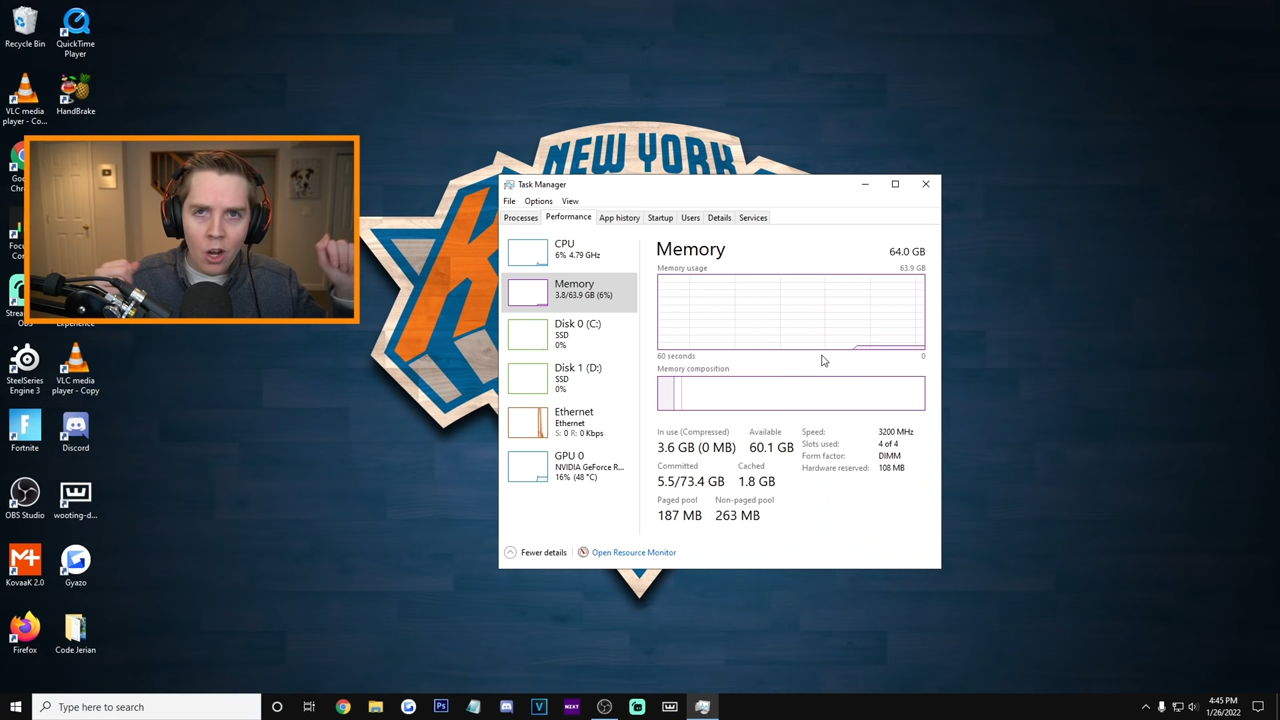 Recycle Bin
QuickTime
Player
VLC media
player - Co...
HandBrake
SteelSeries
Engine 3
VLC media
player - Copy
Fortnite
Discord
OBS Studio
wooting-d...
KovaaK 2.0
Gyazo
Firefox
Code Jerian
NEW YORK
Task Manager
File Options View
Processes Performance App history Startup Users Details Services
CPU
6% 4.79 GHz
Memory
3.8/63.9 GB (6%)
Disk 0 (C:)
SSD
0%
Disk 1 (D:)
SSD
0%
Ethernet
Ethernet
S: 0 R: 0 Kbps
GPU 0
NVIDIA GeForce R...
16% (48 °C)
Memory 64.0 GB
Memory usage 63.9 GB
60 seconds 0
Memory composition
In use (Compressed) Available
3.6 GB (0 MB) 60.1 GB
Committed Cached
5.5/73.4 GB 1.8 GB
Paged pool Non-paged pool
187 MB 263 MB
Speed: 3200 MHz
Slots used: 4 of 4
Form factor: DIMM
Hardware reserved: 108 MB
Fewer details Open Resource Monitor
Type here to search
Ps
V
NEXT
4:45 PM
1/26/2022